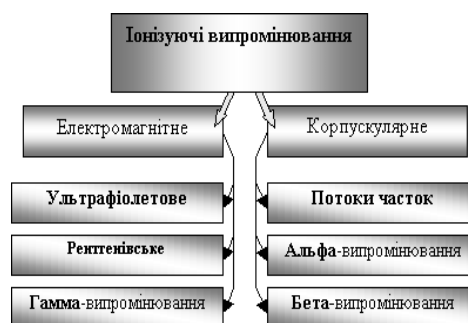 Іонізуючі випромінювання
Електромагнітне
Корпускулярне
Ультрафіолетове
Потоки часток
Рентгенівське
Альфа-випромінювання
Гамма-випромінювання
Бета-випромінювання